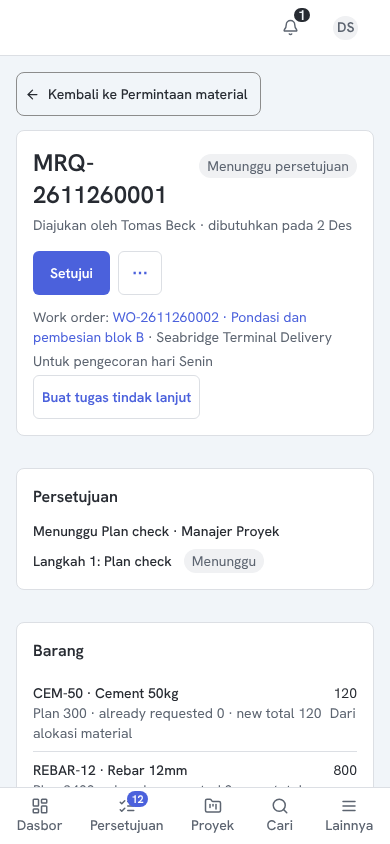 1
DS
← Kembali ke Permintaan material
MRQ-
2611260001
Menunggu persetujuan
Diajukan oleh Tomas Beck · dibutuhkan pada 2 Des
Setujui
...
Work order: WO-2611260002 · Pondasi dan
pembesian blok B · Seabridge Terminal Delivery
Untuk pengecoran hari Senin
Buat tugas tindak lanjut
Persetujuan
Menunggu Plan check · Manajer Proyek
Langkah 1: Plan check Menunggu
Barang
CEM-50 · Cement 50kg 120
Plan 300 · already requested 0 · new total 120 Dari
alokasi material
REBAR-12 · Rebar 12mm 800
12
Dasbor Persetujuan Proyek Cari Lainnya